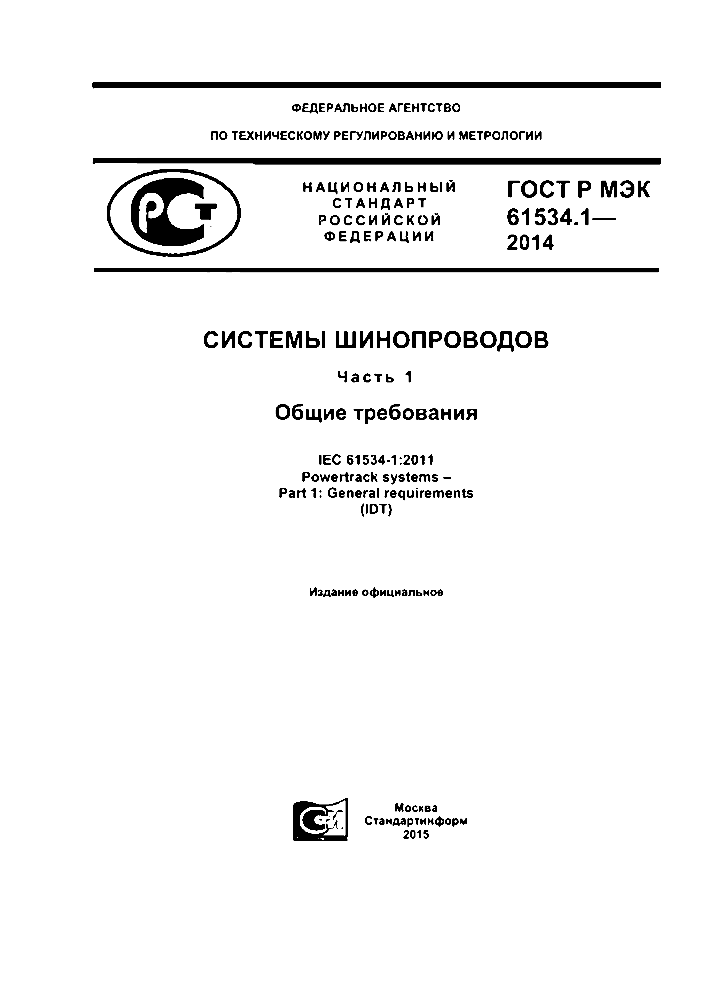 ФЕДЕРАЛЬНОЕ АГЕНТСТВО
ПО ТЕХНИЧЕСКОМУ РЕГУЛИРОВАНИЮ И МЕТРОЛОГИИ
РСТ
НАЦИОНАЛЬНЫЙ
СТАНДАРТ
РОССИЙСКОЙ
ФЕДЕРАЦИИ
ГОСТ Р МЭК
61534.1—
2014
СИСТЕМЫ ШИНОПРОВОДОВ
Часть 1
Общие требования
IEC 61534-1:2011
Powertrack systems –
Part 1: General requirements
(IDT)
Издание официальное
Москва
Стандартинформ
2015